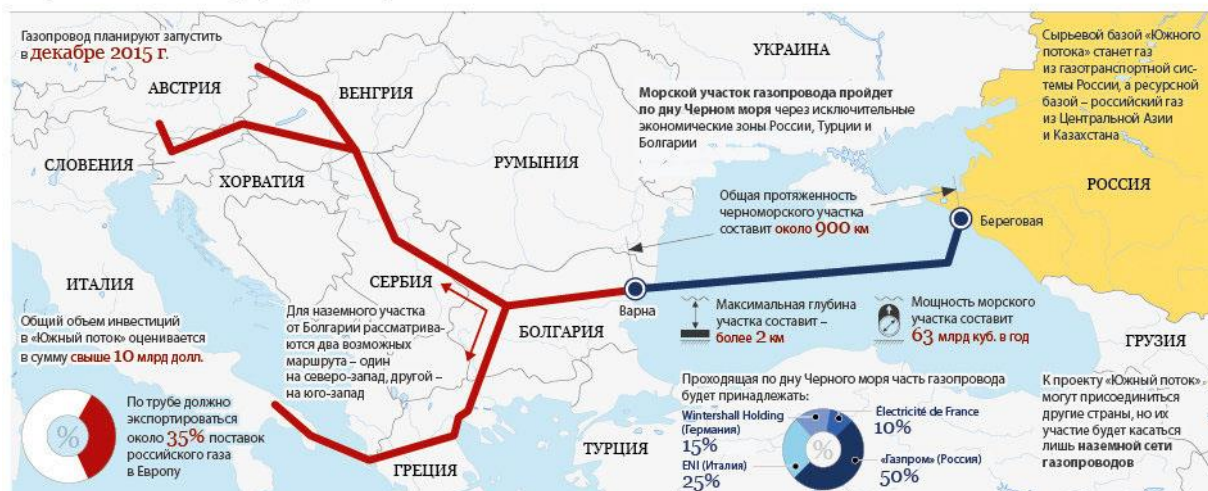 Газопровод планируют запустить
в декабре 2015 г.
АВСТРИЯ
ВЕНГРИЯ
УКРАИНА
Морской участок газопровода пройдет
по дну Черном моря через исключительные
экономические зоны России, Турции и
Болгарии
Сырьевой базой «Южного
потока» станет газ
из газотранспортной сис-
темы России, а ресурсной
базой – российский газ
из Центральной Азии
и Казахстана
СЛОВЕНИЯ
ХОРВАТИЯ
РУМЫНИЯ
РОССИЯ
Общая протяженность
черноморского участка
составит около 900 км
Береговая
ИТАЛИЯ
СЕРБИЯ
Варна
БОЛГАРИЯ
Для наземного участка
от Болгарии рассматрива-
ются два возможных
маршрута – один
на северо-запад, другой –
на юго-запад
Максимальная глубина
участка составит –
более 2 км
Мощность морского
участка составит
63 млрд куб. в год
ГРУЗИЯ
Общий объем инвестиций
в «Южный поток» оценивается
в сумму свыше 10 млрд долл.
%
По трубе должно
экспортироваться
около 35% поставок
российского газа
в Европу
ГРЕЦИЯ
ТУРЦИЯ
Проходящая по дну Черного моря часть газопровода
будет принадлежать:
Wintershall Holding
(Германия)
15%
ENI (Италия)
25%
%
Électricité de France
10%
«Газпром» (Россия)
50%
К проекту «Южный поток»
могут присоединиться
другие страны, но их
участие будет касаться
лишь наземной сети
газопроводов